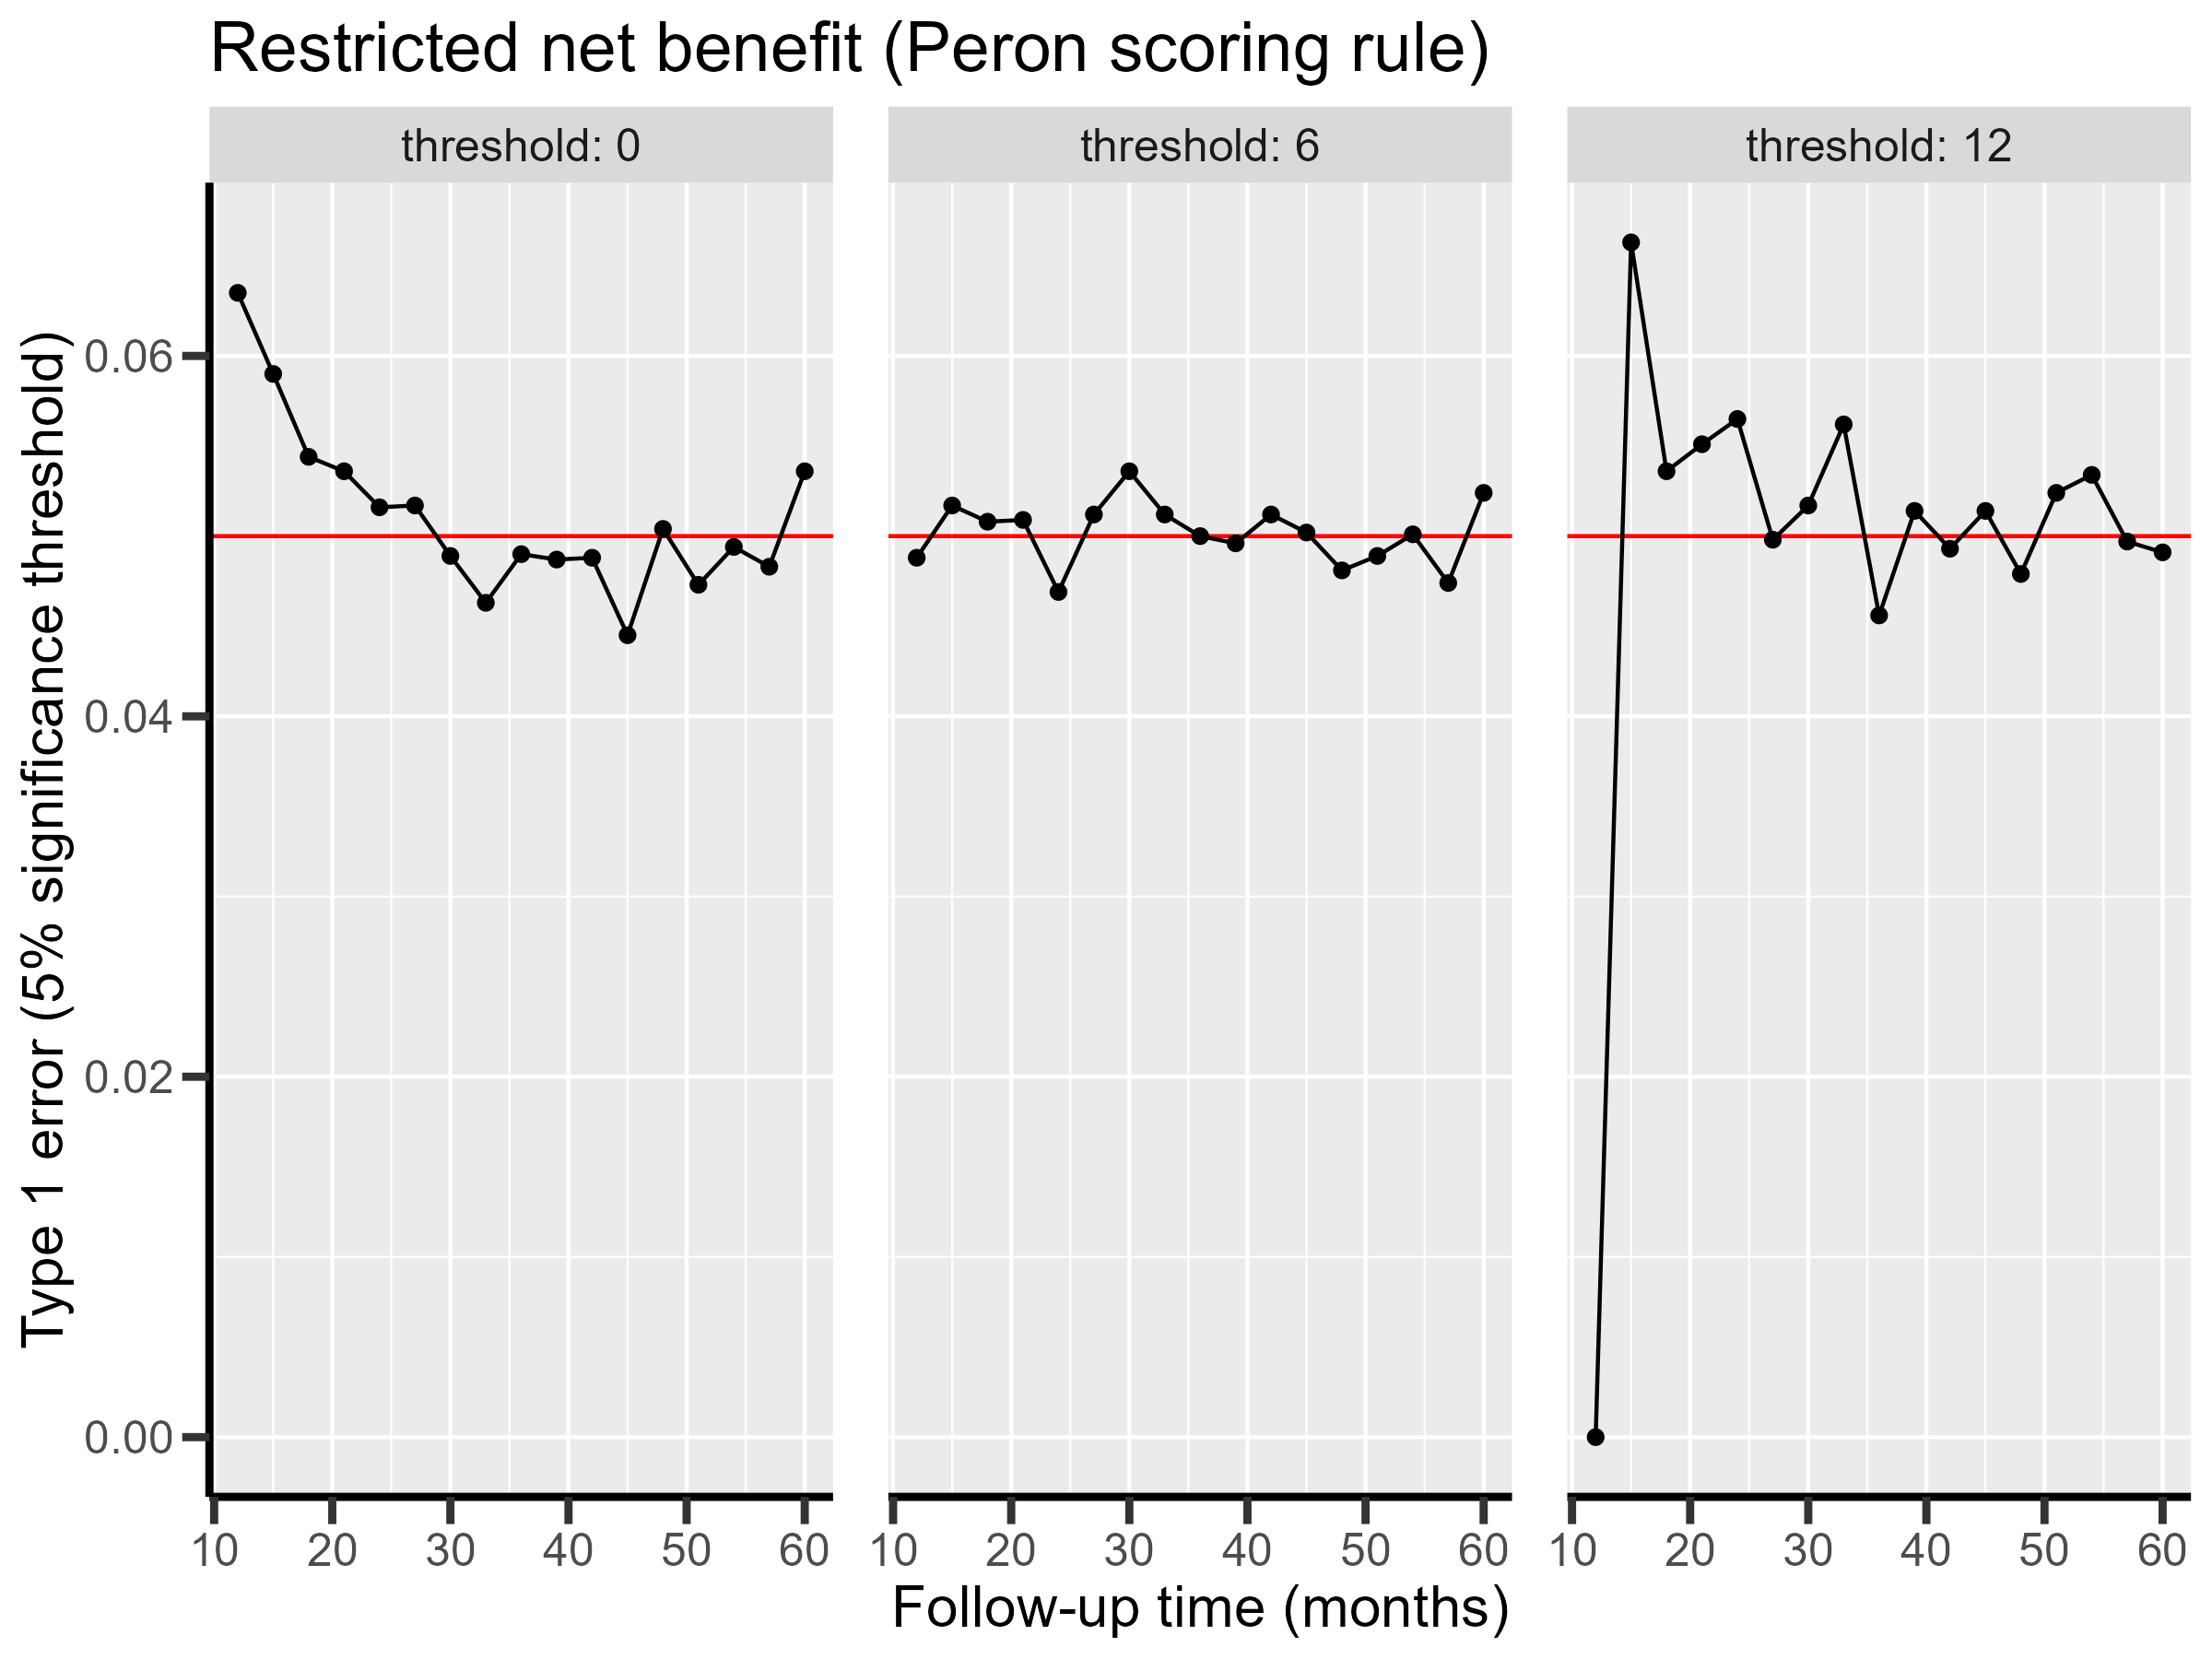 Restricted net benefit (Peron scoring rule)
threshold: 0
threshold: 6
threshold: 12
Type 1 error (5% significance threshold)
0.06
0.04
0.02
0.00
10 20 30 40 50 60
10 20 30 40 50 60
10 20 30 40 50 60
Follow-up time (months)